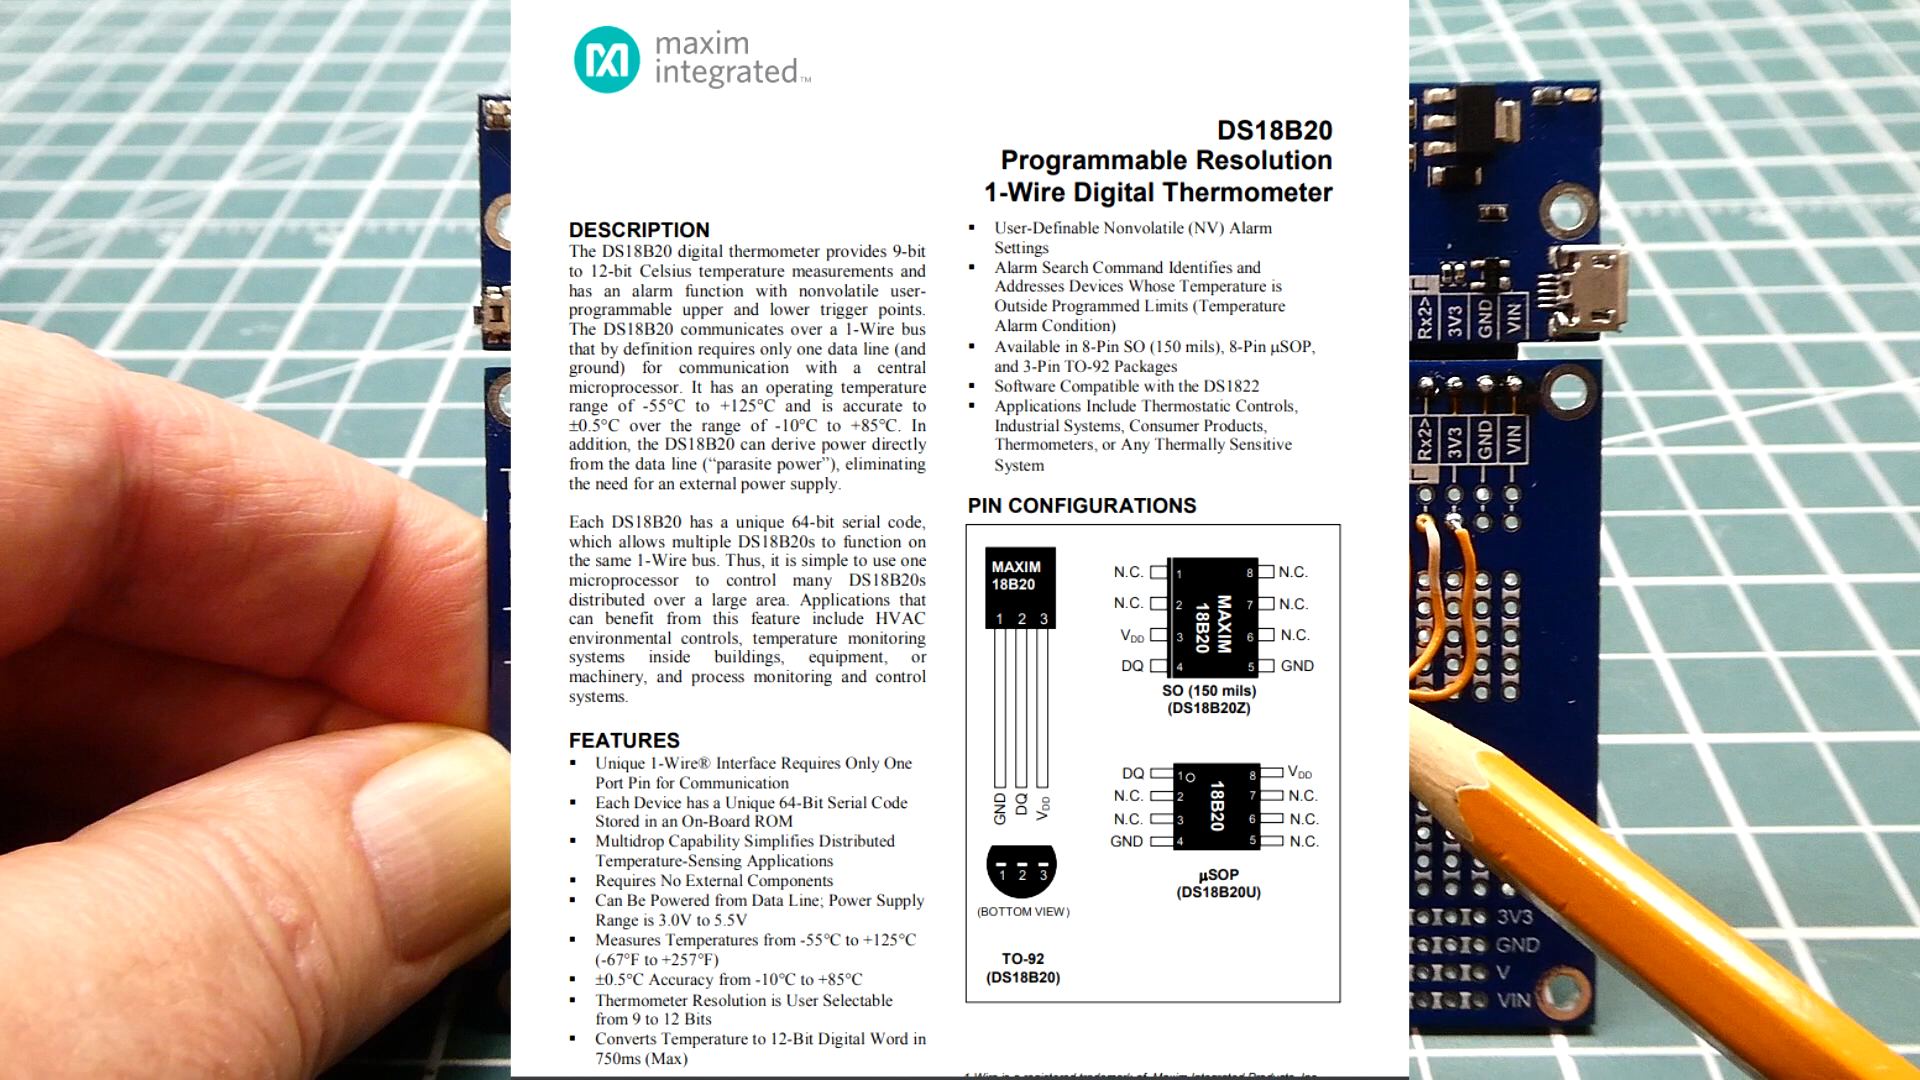 maxim
integrated™
DS18B20
Programmable Resolution
1-Wire Digital Thermometer
DESCRIPTION
The DS18B20 digital thermometer provides 9-bit
to 12-bit Celsius temperature measurements and
has an alarm function with nonvolatile user-
programmable upper and lower trigger points.
The DS18B20 communicates over a 1-Wire bus
that by definition requires only one data line (and
ground) for communication with a central
microprocessor. It has an operating temperature
range of -55°C to +125°C and is accurate to
±0.5°C over the range of -10°C to +85°C. In
addition, the DS18B20 can derive power directly
from the data line (“parasite power”), eliminating
the need for an external power supply.
Each DS18B20 has a unique 64-bit serial code,
which allows multiple DS18B20s to function on
the same 1-Wire bus. Thus, it is simple to use one
microprocessor to control many DS18B20s
distributed over a large area. Applications that
can benefit from this feature include HVAC
environmental controls, temperature monitoring
systems inside buildings, equipment, or
machinery, and process monitoring and control
systems.
FEATURES
▪ Unique 1-Wire® Interface Requires Only One
Port Pin for Communication
▪ Each Device has a Unique 64-Bit Serial Code
Stored in an On-Board ROM
▪ Multidrop Capability Simplifies Distributed
Temperature-Sensing Applications
▪ Requires No External Components
▪ Can Be Powered from Data Line; Power Supply
Range is 3.0V to 5.5V
▪ Measures Temperatures from -55°C to +125°C
(-67°F to +257°F)
▪ ±0.5°C Accuracy from -10°C to +85°C
▪ Thermometer Resolution is User Selectable
from 9 to 12 Bits
▪ Converts Temperature to 12-Bit Digital Word in
750ms (Max)
▪ User-Definable Nonvolatile (NV) Alarm
Settings
▪ Alarm Search Command Identifies and
Addresses Devices Whose Temperature is
Outside Programmed Limits (Temperature
Alarm Condition)
▪ Available in 8-Pin SO (150 mils), 8-Pin µSOP,
and 3-Pin TO-92 Packages
▪ Software Compatible with the DS1822
▪ Applications Include Thermostatic Controls,
Industrial Systems, Consumer Products,
Thermometers, or Any Thermally Sensitive
System
PIN CONFIGURATIONS
MAXIM
18B20
1 2 3
GND DQ VDD
1 2 3
(BOTTOM VIEW)
TO-92
(DS18B20)
N.C. 1 8 N.C.
N.C. 2 7 N.C.
VDD 3 6 N.C.
DQ 4 5 GND
MAXIM
18B20
SO (150 mils)
(DS18B20Z)
DQ 1 8 VDD
N.C. 2 7 N.C.
N.C. 3 6 N.C.
GND 4 5 N.C.
18B20
µSOP
(DS18B20U)
Rx2> 3V3 GND VIN
Rx2> 3V3 GND VIN
3V3
GND
V
VIN